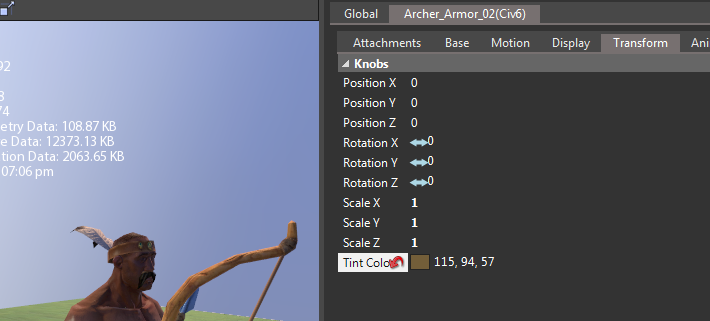 Global
Archer_Armor_02(Civ6)
Attachments Base Motion Display Transform Ani
Knobs
Position X 0
Position Y 0
Position Z 0
Rotation X 0
Rotation Y 0
Rotation Z 0
Scale X 1
Scale Y 1
Scale Z 1
Tint Colo 115, 94, 57
92
3
74
etry Data: 108.87 KB
e Data: 12373.13 KB
tion Data: 2063.65 KB
07:06 pm